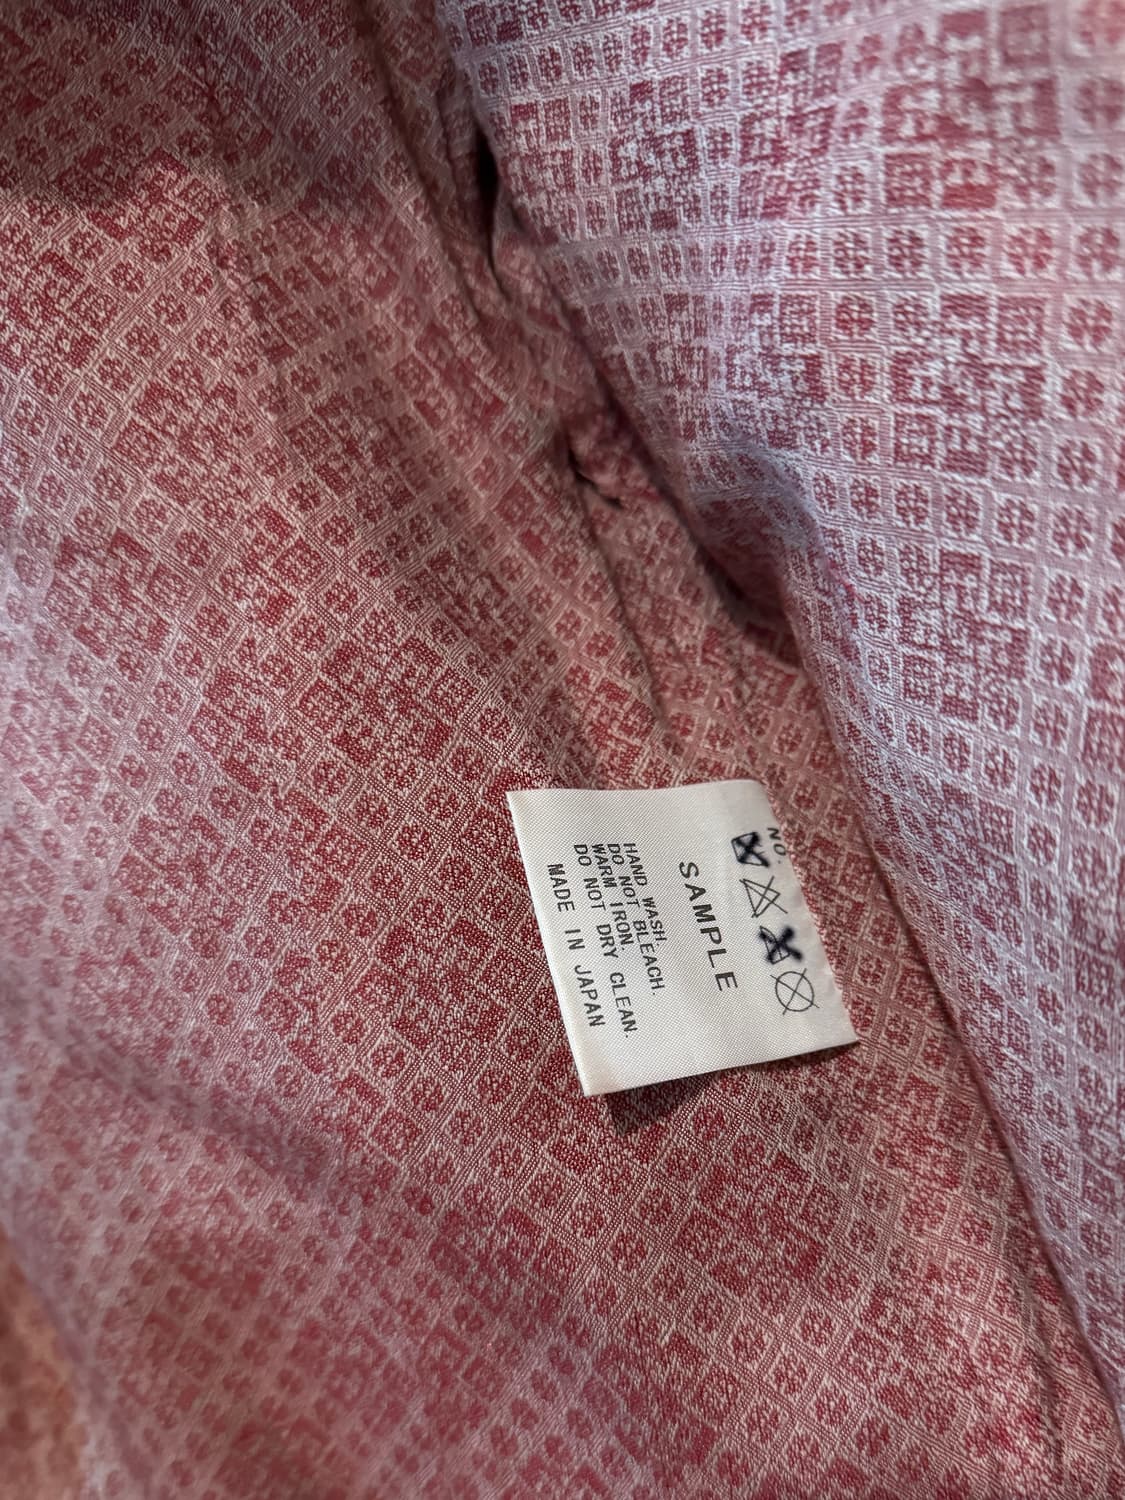 NO.
SAMPLE
HAND WASH.
DO NOT BLEACH.
WARM IRON.
DO NOT DRY CLEAN.
MADE IN JAPAN